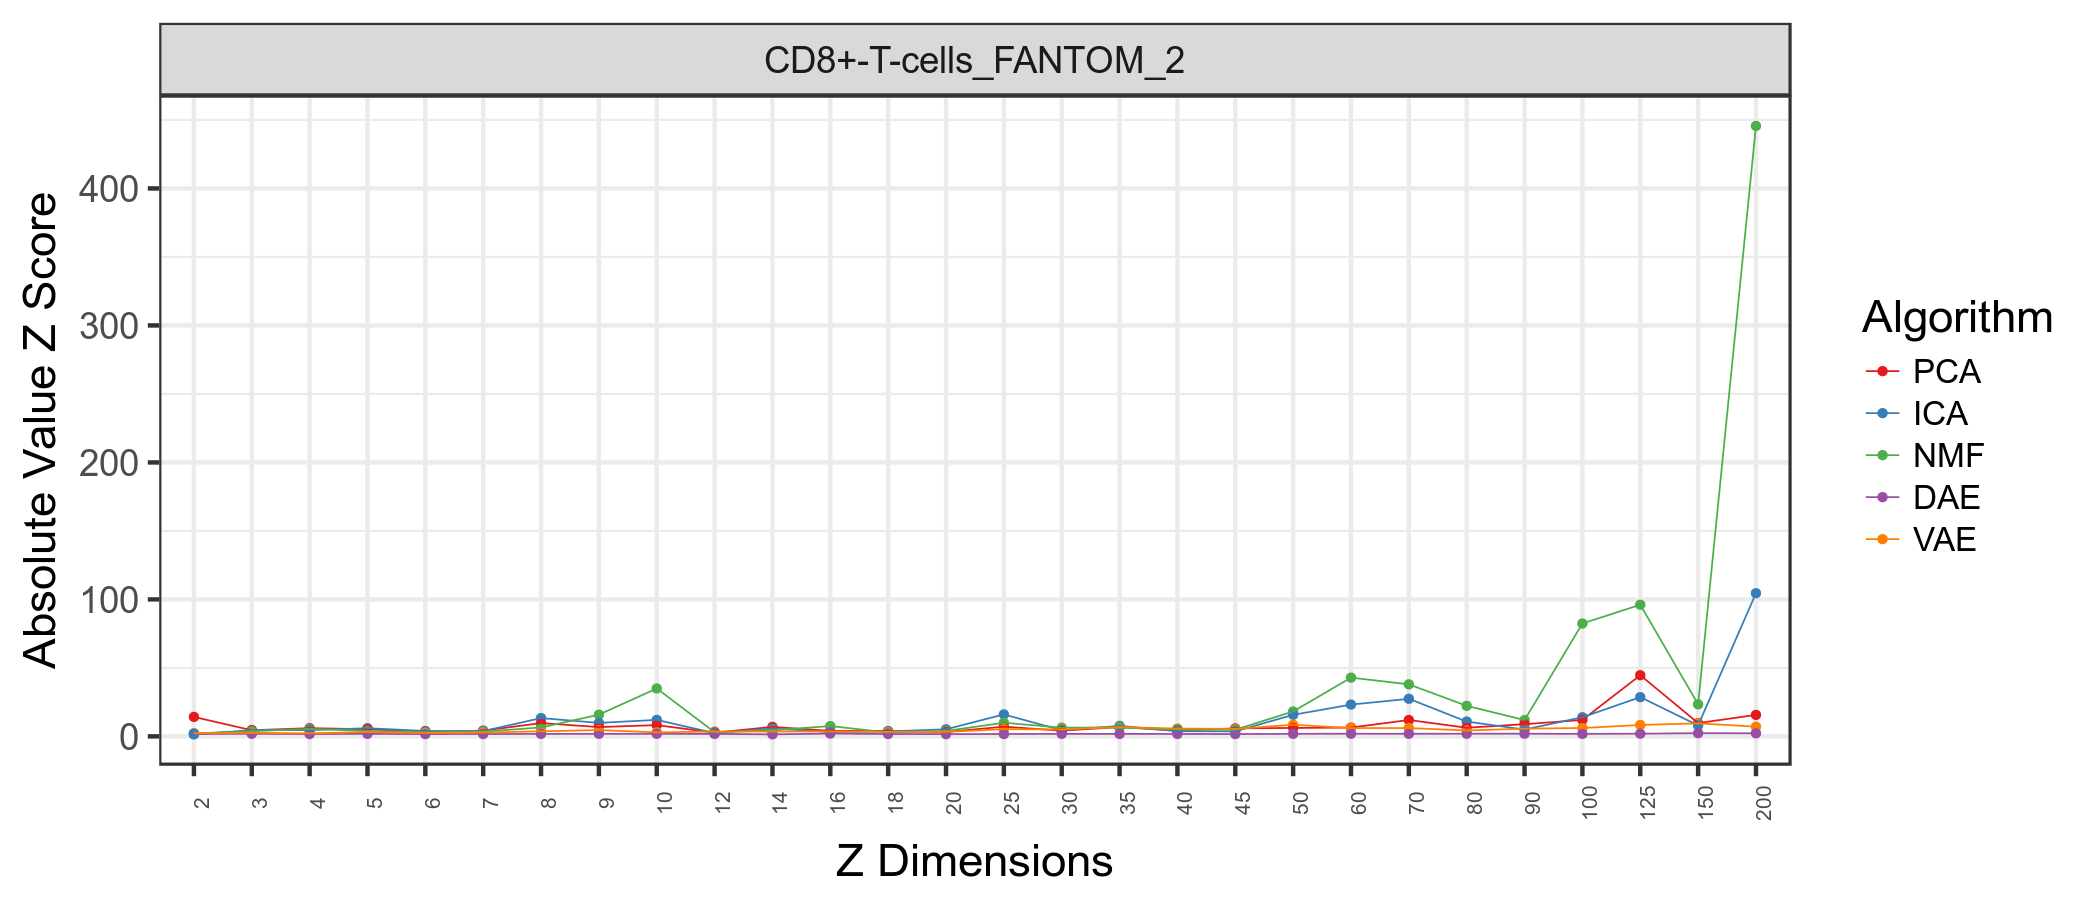 CD8+-T-cells_FANTOM_2
Absolute Value Z Score
400
300
200
100
0
2 3 4 5 6 7 8 9 10 12 14 16 18 20 25 30 35 40 45 50 60 70 80 90 100 125 150 200
Z Dimensions
Algorithm
PCA
ICA
NMF
DAE
VAE